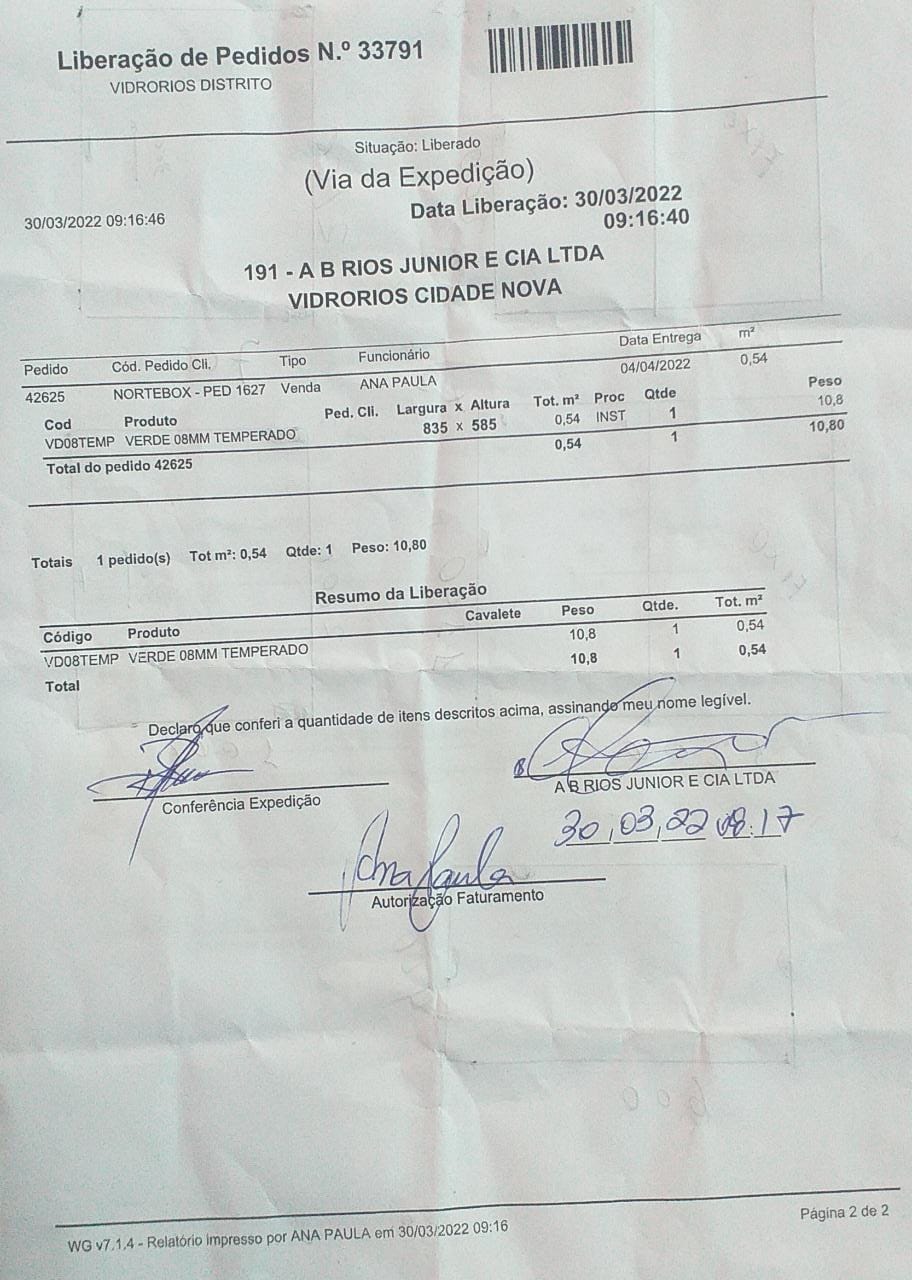 Liberação de Pedidos N.º 33791
VIDRORIOS DISTRITO
Situação: Liberado
(Via da Expedição)
30/03/2022 09:16:46
Data Liberação: 30/03/2022
09:16:40
191 - A B RIOS JUNIOR E CIA LTDA
VIDRORIOS CIDADE NOVA
Pedido Cód. Pedido Cli. Tipo Funcionário Data Entrega m²
42625 NORTEBOX - PED 1627 Venda ANA PAULA 04/04/2022 0,54
Cod Produto Ped. Cli. Largura x Altura Tot. m² Proc Qtde Peso
VD08TEMP VERDE 08MM TEMPERADO 835 x 585 0,54 INST 1 10,8
Total do pedido 42625 0,54 1 10,80
Totais 1 pedido(s) Tot m²: 0,54 Qtde: 1 Peso: 10,80
Resumo da Liberação
Código Produto Cavalete Peso Qtde. Tot. m²
VD08TEMP VERDE 08MM TEMPERADO 10,8 1 0,54
Total 10,8 1 0,54
Declaro que conferi a quantidade de itens descritos acima, assinando meu nome legível.
Conferência Expedição
A B RIOS JUNIOR E CIA LTDA
30,03,22 08:17
Ana Paula
Autorização Faturamento
WG v7.1.4 - Relatório impresso por ANA PAULA em 30/03/2022 09:16
Página 2 de 2